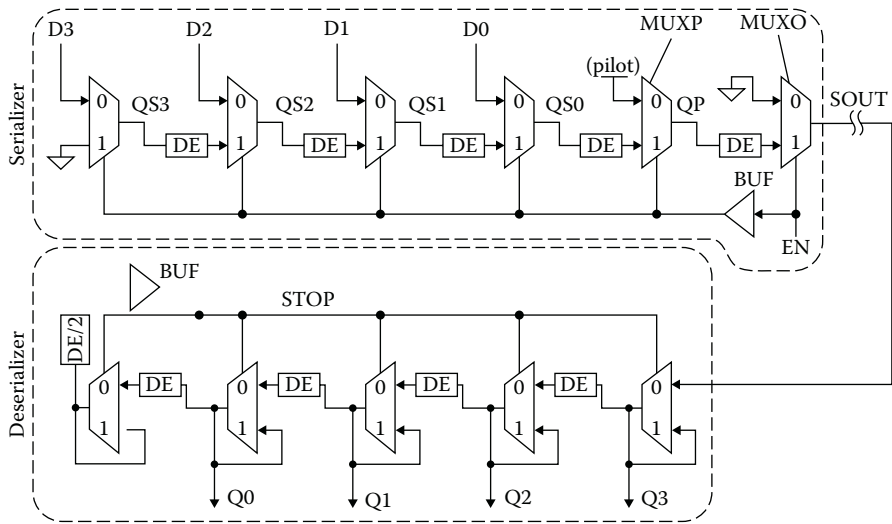 D3 D2 D1 D0 MUXP MUXO
(pilot)
0 QS3 0 QS2 0 QS1 0 QS0 0 QP 0 SOUT
1 DE 1 DE 1 DE 1 DE 1 DE 1
BUF
EN
Serializer
BUF
STOP
DE/2
0 DE 0 DE 0 DE 0 DE 0
1 1 1 1 1
Q0 Q1 Q2 Q3
Deserializer